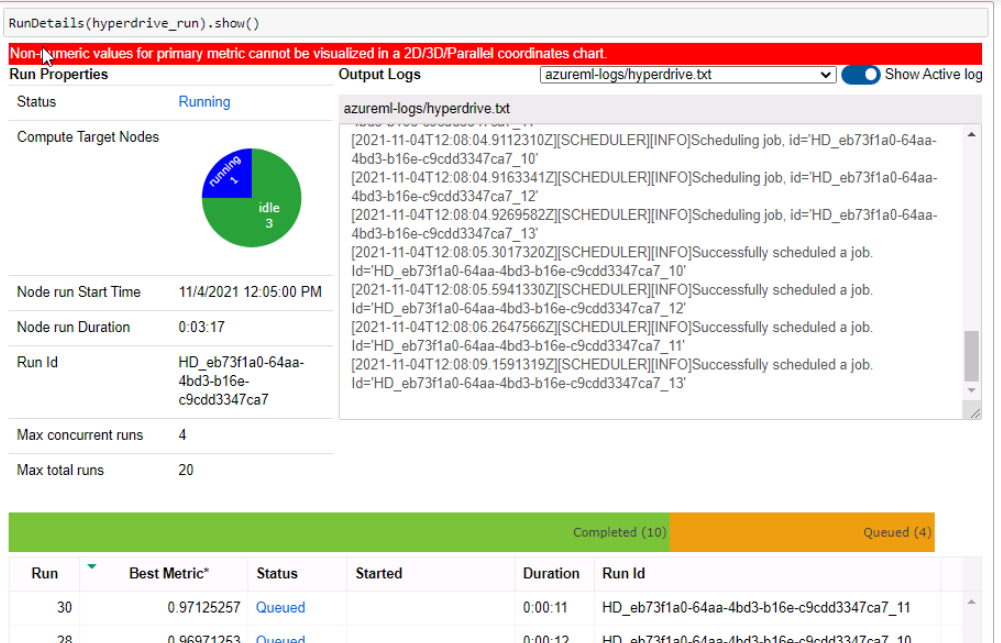 RunDetails(hyperdrive_run).show()
Non-numeric values for primary metric cannot be visualized in a 2D/3D/Parallel coordinates chart.
Run Properties
Status Running
Compute Target Nodes
running
1
idle
3
Node run Start Time 11/4/2021 12:05:00 PM
Node run Duration 0:03:17
Run Id HD_eb73f1a0-64aa-
4bd3-b16e-
c9cdd3347ca7
Max concurrent runs 4
Max total runs 20
Output Logs azureml-logs/hyperdrive.txt Show Active log
azureml-logs/hyperdrive.txt
[2021-11-04T12:08:04.9112310Z][SCHEDULER][INFO]Scheduling job, id='HD_eb73f1a0-64aa-
4bd3-b16e-c9cdd3347ca7_10'
[2021-11-04T12:08:04.9163341Z][SCHEDULER][INFO]Scheduling job, id='HD_eb73f1a0-64aa-
4bd3-b16e-c9cdd3347ca7_12'
[2021-11-04T12:08:04.9269582Z][SCHEDULER][INFO]Scheduling job, id='HD_eb73f1a0-64aa-
4bd3-b16e-c9cdd3347ca7_13'
[2021-11-04T12:08:05.3017320Z][SCHEDULER][INFO]Successfully scheduled a job.
Id='HD_eb73f1a0-64aa-4bd3-b16e-c9cdd3347ca7_10'
[2021-11-04T12:08:05.5941330Z][SCHEDULER][INFO]Successfully scheduled a job.
Id='HD_eb73f1a0-64aa-4bd3-b16e-c9cdd3347ca7_12'
[2021-11-04T12:08:06.2647566Z][SCHEDULER][INFO]Successfully scheduled a job.
Id='HD_eb73f1a0-64aa-4bd3-b16e-c9cdd3347ca7_11'
[2021-11-04T12:08:09.1591319Z][SCHEDULER][INFO]Successfully scheduled a job.
Id='HD_eb73f1a0-64aa-4bd3-b16e-c9cdd3347ca7_13'
Completed (10) Queued (4)
Run Best Metric* Status Started Duration Run Id
30 0.97125257 Queued 0:00:11 HD_eb73f1a0-64aa-4bd3-b16e-c9cdd3347ca7_11
28 0.96971253 Queued 0:00:12 HD_eb73f1a0-64aa-4bd3-b16e-c9cdd3347ca7_10